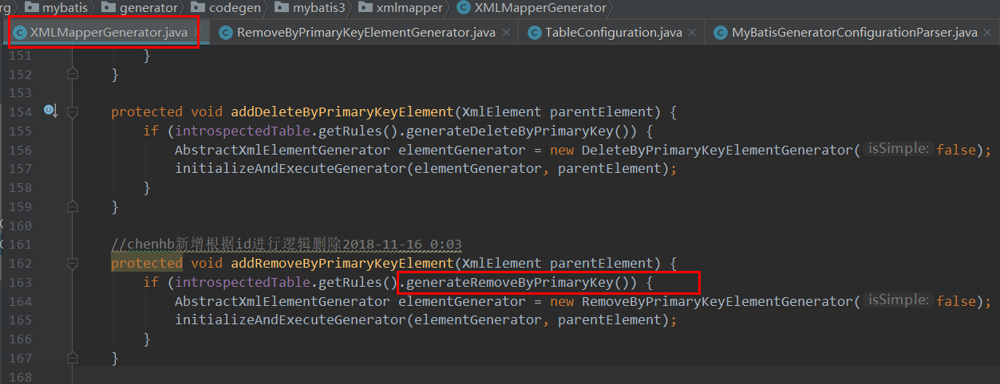 rg mybatis generator codegen mybatis3 xmlmapper XMLMapperGenerator
XMLMapperGenerator.java RemoveByPrimaryKeyElementGenerator.java TableConfiguration.java MyBatisGeneratorConfigurationParser.java
151 }
152 }
153
154 protected void addDeleteByPrimaryKeyElement(XmlElement parentElement) {
155 if (introspectedTable.getRules().generateDeleteByPrimaryKey()) {
156 AbstractXmlElementGenerator elementGenerator = new DeleteByPrimaryKeyElementGenerator( isSimple: false);
157 initializeAndExecuteGenerator(elementGenerator, parentElement);
158 }
159 }
160
161 //chenhb新增根据id进行逻辑删除2018-11-16 0:03
162 protected void addRemoveByPrimaryKeyElement(XmlElement parentElement) {
163 if (introspectedTable.getRules().generateRemoveByPrimaryKey()) {
164 AbstractXmlElementGenerator elementGenerator = new RemoveByPrimaryKeyElementGenerator( isSimple: false);
165 initializeAndExecuteGenerator(elementGenerator, parentElement);
166 }
167 }
168